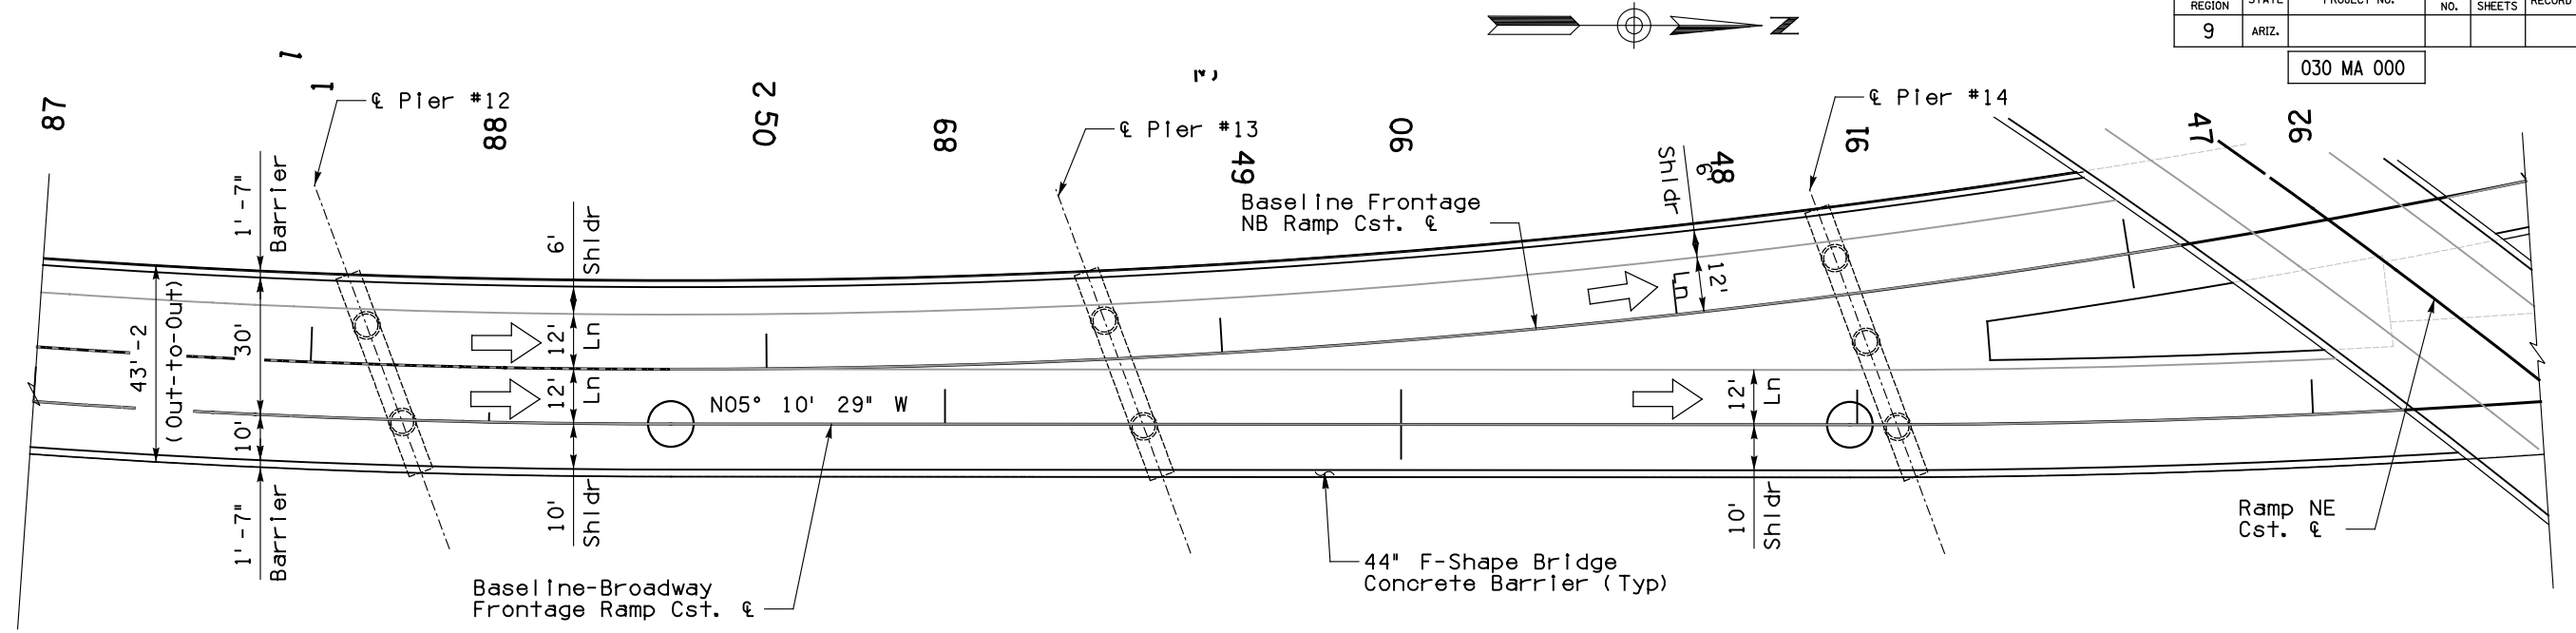 REGION STATE PROJECT NO. NO. SHEETS RECORD
9 ARIZ.
030 MA 000
N
87
1
88
2 50
89
49
90
48
91
47
92
℄ Pier #12
℄ Pier #13
℄ Pier #14
1'-7"
Barrier
43'-2
(Out-to-Out)
30'
10'
1'-7"
Barrier
6'
Shldr
12'
Ln
12'
Ln
10'
Shldr
N05° 10' 29" W
Baseline Frontage
NB Ramp Cst. ℄
6'
Shldr
12'
Ln
12'
Ln
10'
Shldr
Baseline-Broadway
Frontage Ramp Cst. ℄
44" F-Shape Bridge
Concrete Barrier (Typ)
Ramp NE
Cst. ℄